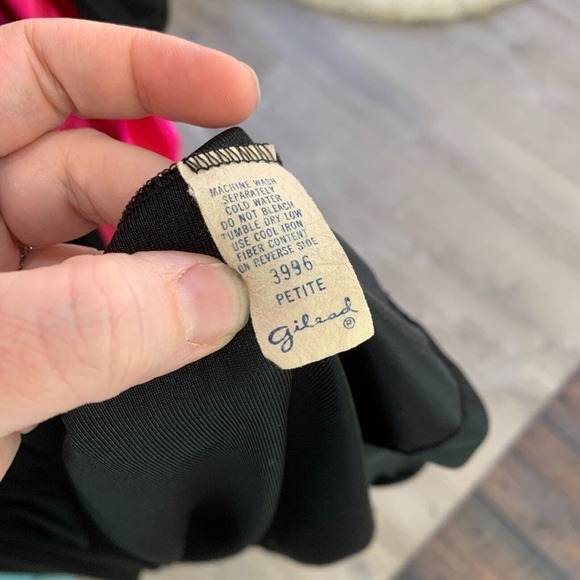 MACHINE WASH
SEPARATELY
COLD WATER
DO NOT BLEACH
TUMBLE DRY LOW
USE COOL IRON
FIBER CONTENT
ON REVERSE SIDE
3996
PETITE
Gilead ®